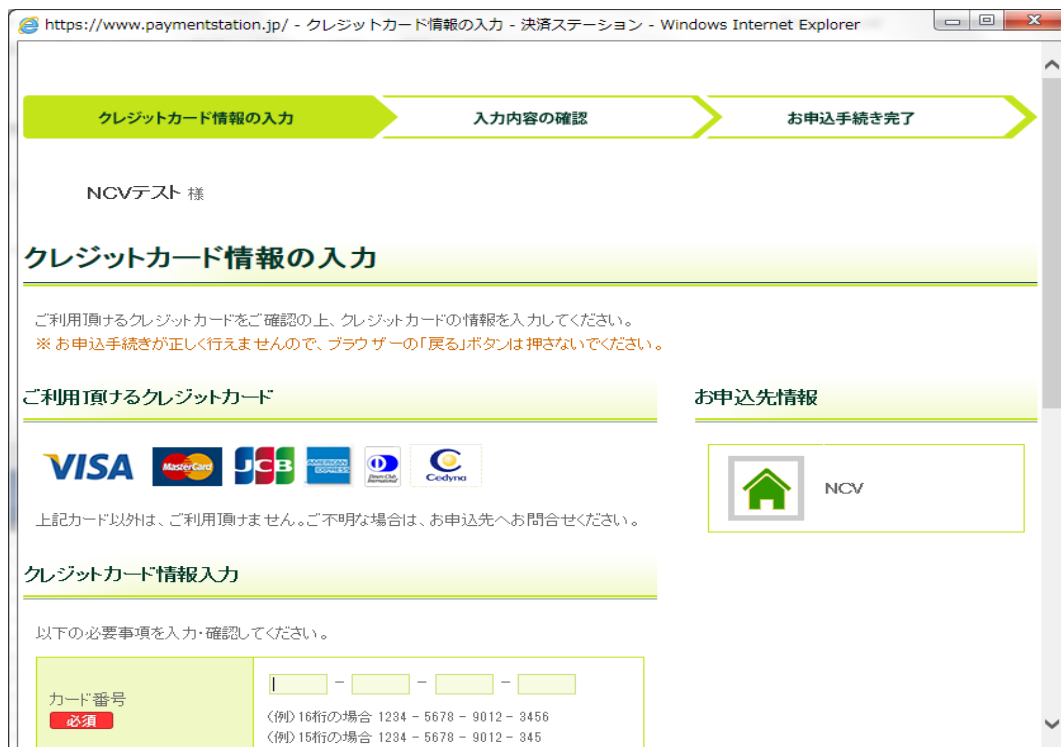 https://www.paymentstation.jp/ - クレジットカード情報の入力 - 決済ステーション - Windows Internet Explorer
クレジットカード情報の入力 入力内容の確認 お申込手続き完了
NCVテスト 様
クレジットカード情報の入力
ご利用頂けるクレジットカードをご確認の上、クレジットカードの情報を入力してください。
※ お申込手続きが正しく行えませんので、ブラウザーの「戻る」ボタンは押さないでください。
ご利用頂けるクレジットカード
お申込先情報
VISA MasterCard JCB AMERICAN EXPRESS Diners Club International Cedyna
NCV
上記カード以外は、ご利用頂けません。ご不明な場合は、お申込先へお問合せください。
クレジットカード情報入力
以下の必要事項を入力・確認してください。
カード番号
必須
- - -
(例) 16桁の場合 1234 - 5678 - 9012 - 3456
(例) 15桁の場合 1234 - 5678 - 9012 - 345